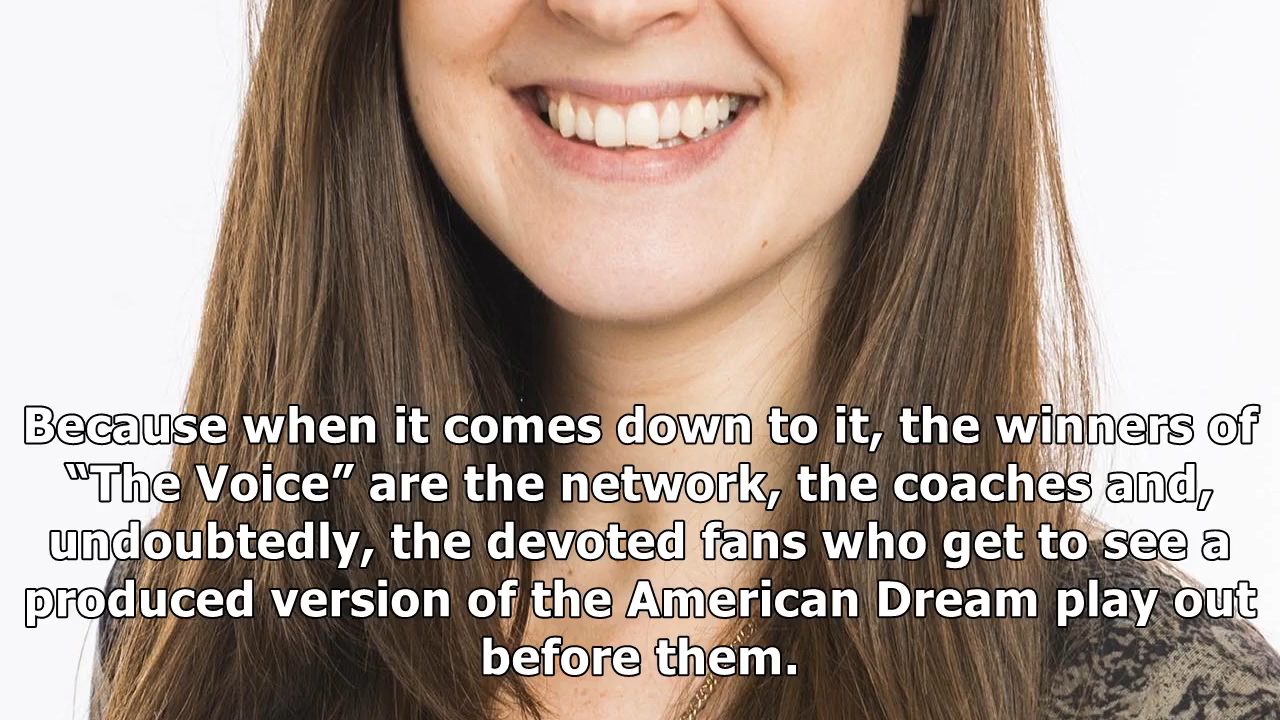 Because when it comes down to it, the winners of
“The Voice” are the network, the coaches and,
undoubtedly, the devoted fans who get to see a
produced version of the American Dream play out
before them.